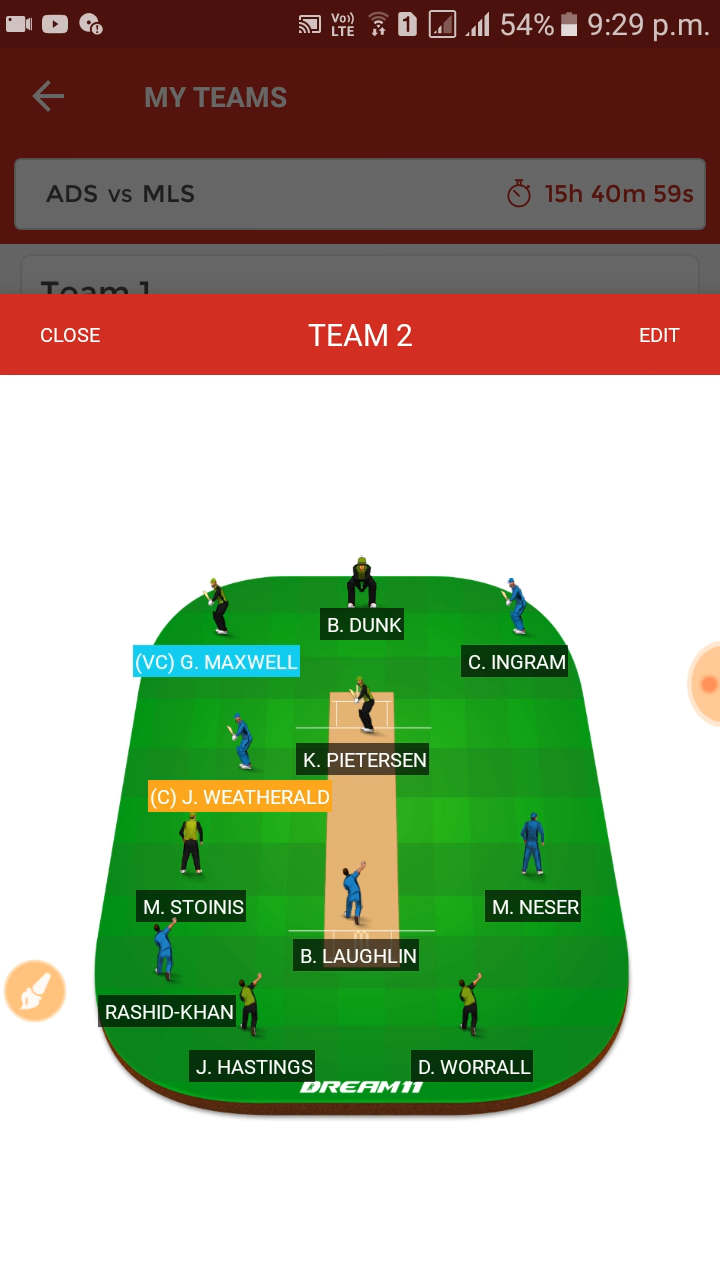 Vo)) LTE 1 54% 9:29 p.m.
MY TEAMS
ADS vs MLS 15h 40m 59s
Team 1
CLOSE TEAM 2 EDIT
B. DUNK
(VC) G. MAXWELL C. INGRAM
K. PIETERSEN
(C) J. WEATHERALD
M. STOINIS M. NESER
B. LAUGHLIN
RASHID-KHAN
J. HASTINGS D. WORRALL
DREAM11